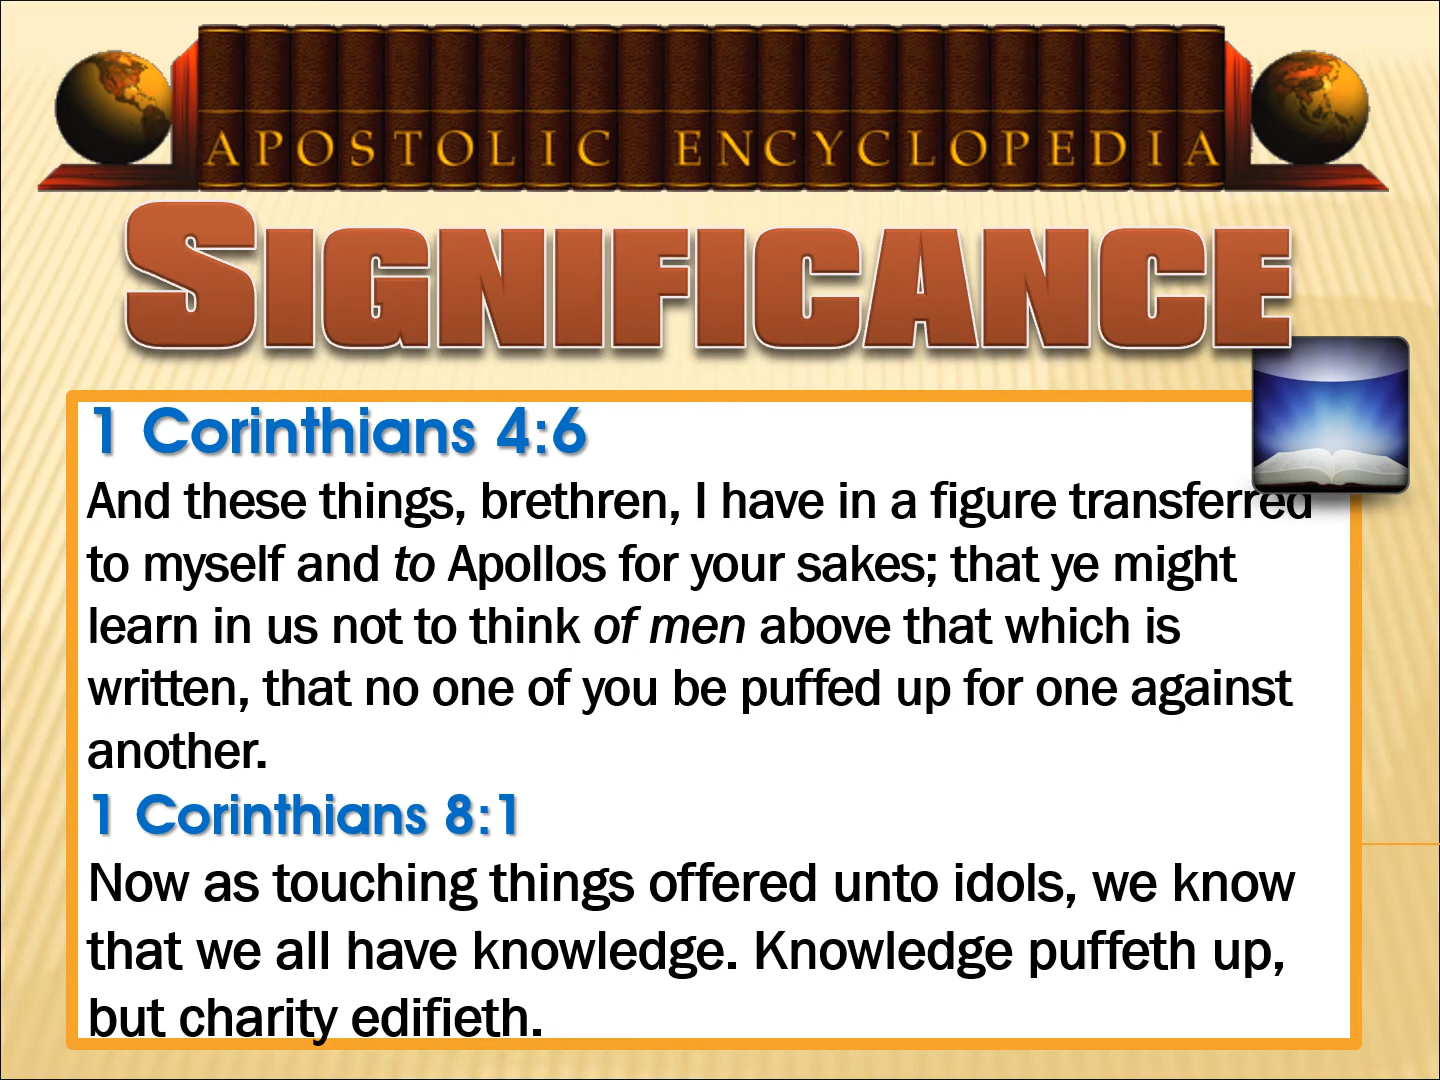 APOSTOLIC ENCYCLOPEDIA
SIGNIFICANCE
1 Corinthians 4:6
And these things, brethren, I have in a figure transferred
to myself and to Apollos for your sakes; that ye might
learn in us not to think of men above that which is
written, that no one of you be puffed up for one against
another.
1 Corinthians 8:1
Now as touching things offered unto idols, we know
that we all have knowledge. Knowledge puffeth up,
but charity edifieth.